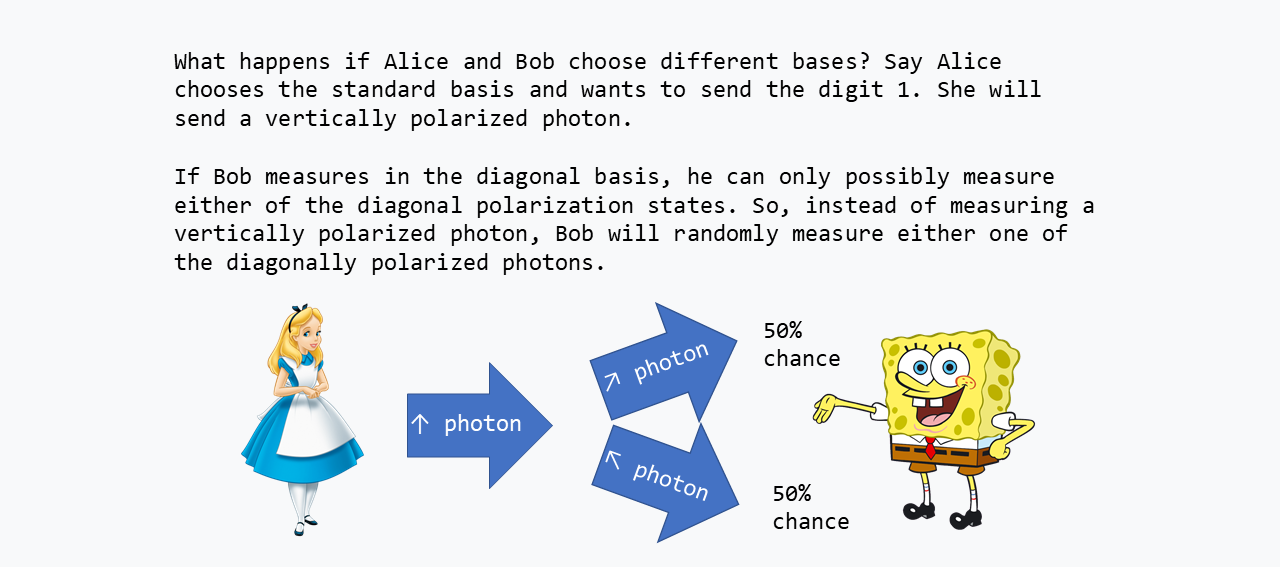 What happens if Alice and Bob choose different bases? Say Alice
chooses the standard basis and wants to send the digit 1. She will
send a vertically polarized photon.
If Bob measures in the diagonal basis, he can only possibly measure
either of the diagonal polarization states. So, instead of measuring a
vertically polarized photon, Bob will randomly measure either one of
the diagonally polarized photons.
↑ photon
↗ photon
50%
chance
↖ photon
50%
chance